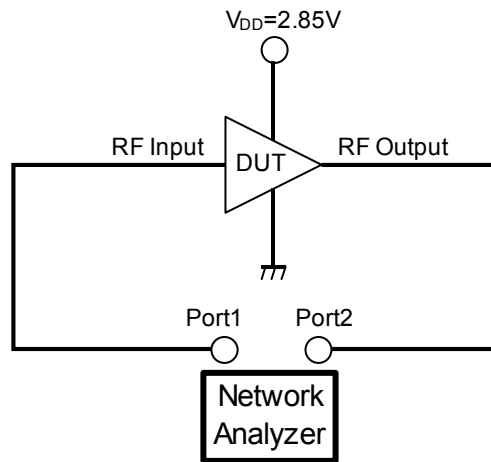 VDD=2.85V
RF Input
DUT
RF Output
Port1
Port2
Network
Analyzer